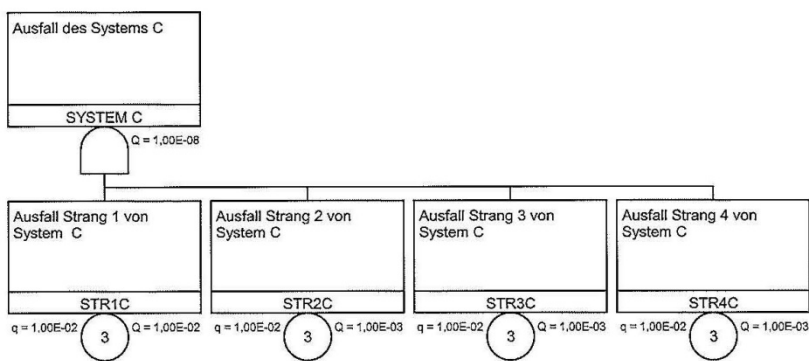 Ausfall des Systems C
SYSTEM C
Q = 1,00E-08
Ausfall Strang 1 von
System C
STR1C
q = 1,00E-02
Q = 1,00E-02
3
Ausfall Strang 2 von
System C
STR2C
q = 1,00E-02
Q = 1,00E-03
3
Ausfall Strang 3 von
System C
STR3C
q = 1,00E-02
Q = 1,00E-03
3
Ausfall Strang 4 von
System C
STR4C
q = 1,00E-02
Q = 1,00E-03
3